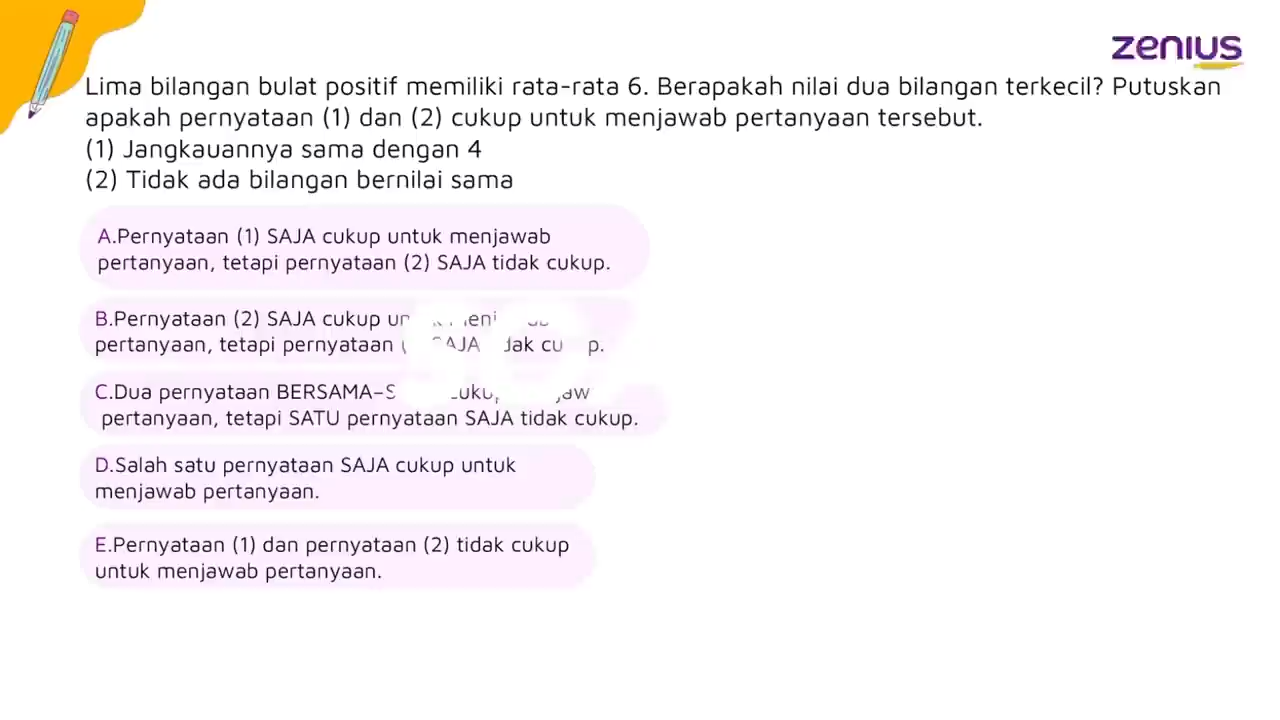 zenius
Lima bilangan bulat positif memiliki rata-rata 6. Berapakah nilai dua bilangan terkecil? Putuskan
apakah pernyataan (1) dan (2) cukup untuk menjawab pertanyaan tersebut.
(1) Jangkauannya sama dengan 4
(2) Tidak ada bilangan bernilai sama
A.Pernyataan (1) SAJA cukup untuk menjawab
pertanyaan, tetapi pernyataan (2) SAJA tidak cukup.
B.Pernyataan (2) SAJA cukup
pertanyaan, tetapi pernyataan SAJA
C.Dua pernyataan
pertanyaan, tetapi SATU pernyataan SAJA tidak cukup.
D.Salah satu pernyataan SAJA cukup untuk
menjawab pertanyaan.
E.Pernyataan (1) dan pernyataan (2) tidak cukup
untuk menjawab pertanyaan.